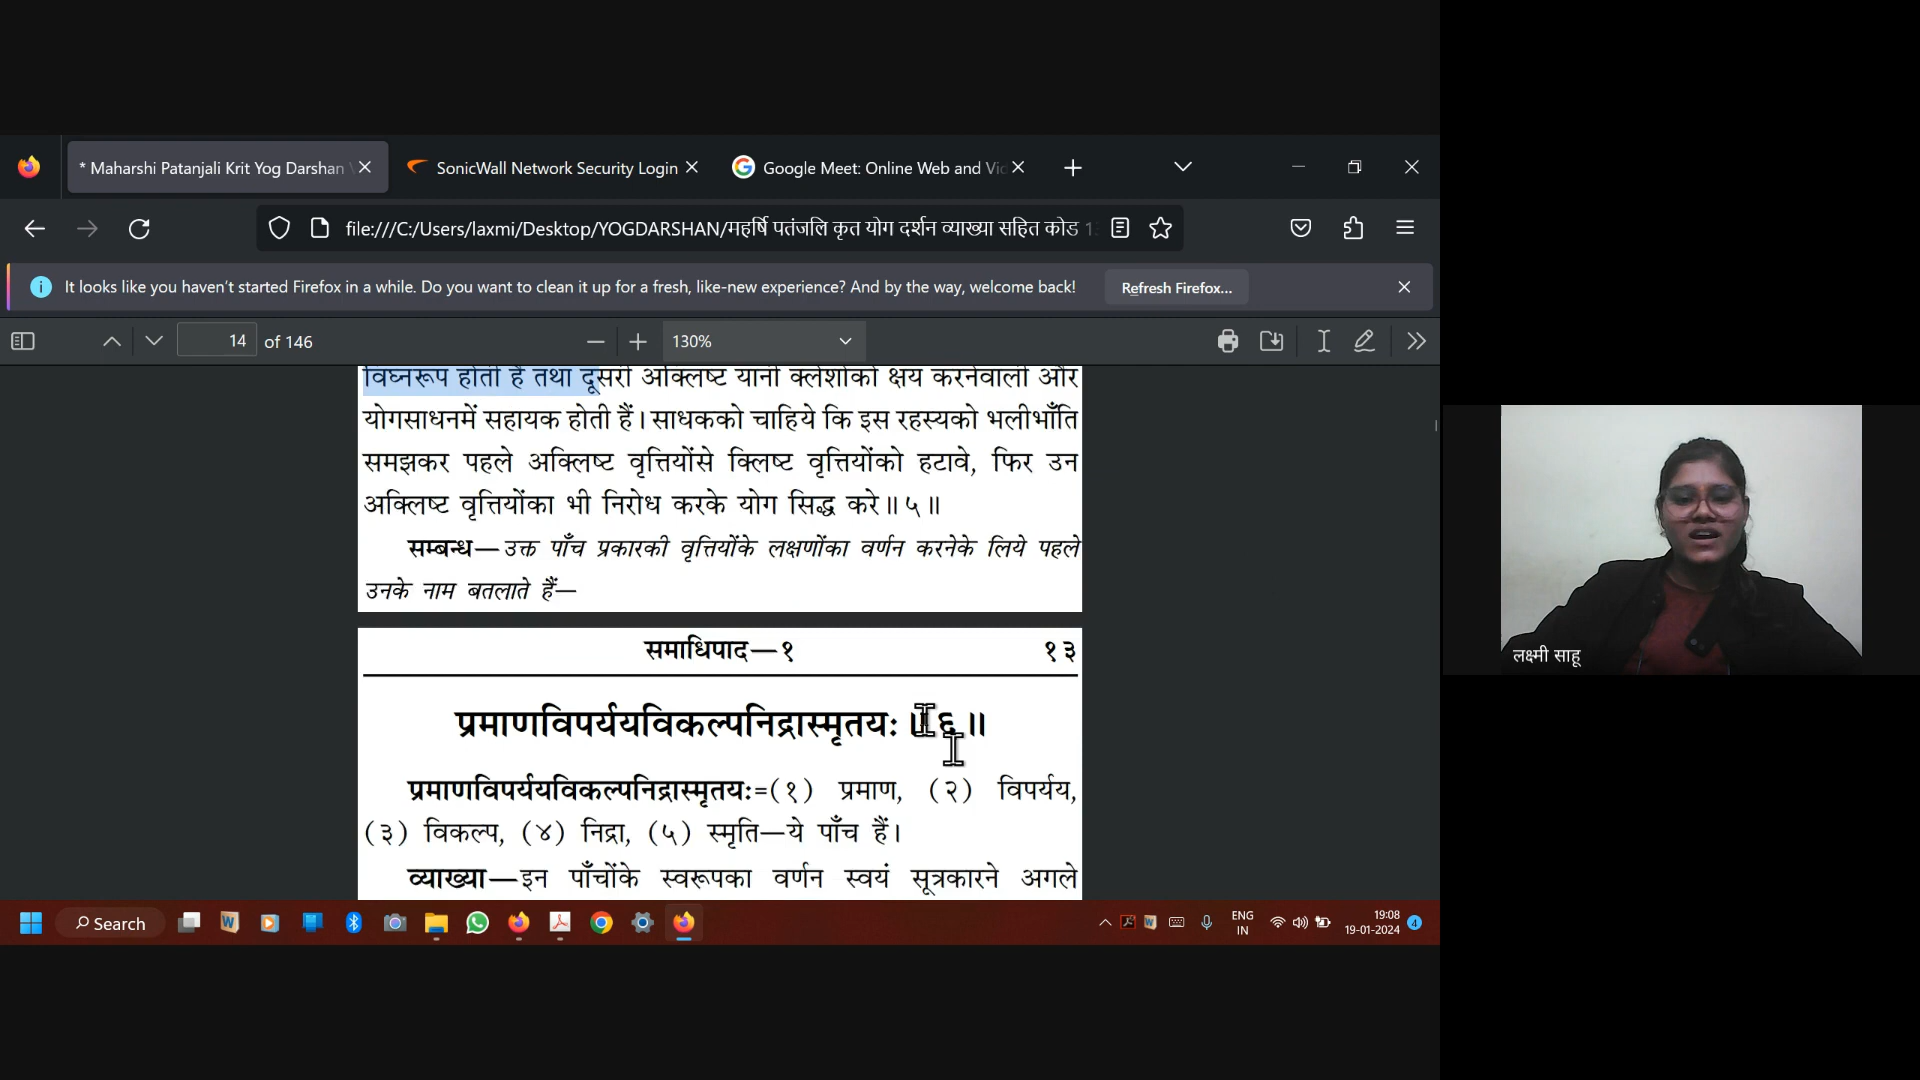 * Maharshi Patanjali Krit Yog Darshan
SonicWall Network Security Login
Google Meet: Online Web and Vi
file:///C:/Users/laxmi/Desktop/YOGDARSHAN/महर्षि पतंजलि कृत योग दर्शन व्याख्या सहित कोड 1
It looks like you haven't started Firefox in a while. Do you want to clean it up for a fresh, like-new experience? And by the way, welcome back!
Refresh Firefox...
14 of 146
130%
विघ्नरूप होती हैं तथा दूसरी अक्लिष्ट यानी क्लेशोंको क्षय करनेवाली और
योगसाधनमें सहायक होती हैं। साधकको चाहिये कि इस रहस्यको भलीभाँति
समझकर पहले अक्लिष्ट वृत्तियोंसे क्लिष्ट वृत्तियोंको हटावे, फिर उन
अक्लिष्ट वृत्तियोंका भी निरोध करके योग सिद्ध करे॥५॥
सम्बन्ध—उक्त पाँच प्रकारकी वृत्तियोंके लक्षणोंका वर्णन करनेके लिये पहले
उनके नाम बतलाते हैं—
समाधिपाद—१ १३
प्रमाणविपर्ययविकल्पनिद्रास्मृतयः॥६॥
प्रमाणविपर्ययविकल्पनिद्रास्मृतयः=(१) प्रमाण, (२) विपर्यय,
(३) विकल्प, (४) निद्रा, (५) स्मृति—ये पाँच हैं।
व्याख्या—इन पाँचोंके स्वरूपका वर्णन स्वयं सूत्रकारने अगले
लक्ष्मी साहू
Search
ENG
IN
19:08
19-01-2024
4